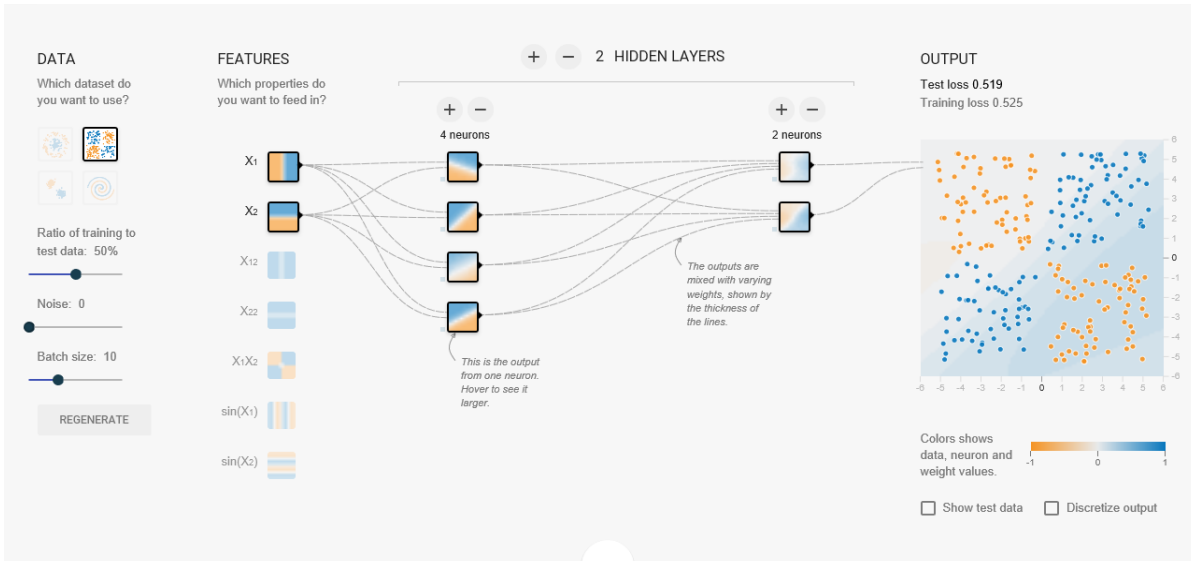 DATA
Which dataset do
you want to use?
Ratio of training to
test data: 50%
Noise: 0
Batch size: 10
REGENERATE
FEATURES
Which properties do
you want to feed in?
X1
X2
X12
X22
X1X2
sin(X1)
sin(X2)
+ − 2 HIDDEN LAYERS
+ −
4 neurons
+ −
2 neurons
This is the output
from one neuron.
Hover to see it
larger.
The outputs are
mixed with varying
weights, shown by
the thickness of
the lines.
OUTPUT
Test loss 0.519
Training loss 0.525
6
5
4
3
2
1
0
-1
-2
-3
-4
-5
-6
-6 -5 -4 -3 -2 -1 0 1 2 3 4 5 6
Colors shows
data, neuron and
weight values.
-1 0 1
Show test data
Discretize output